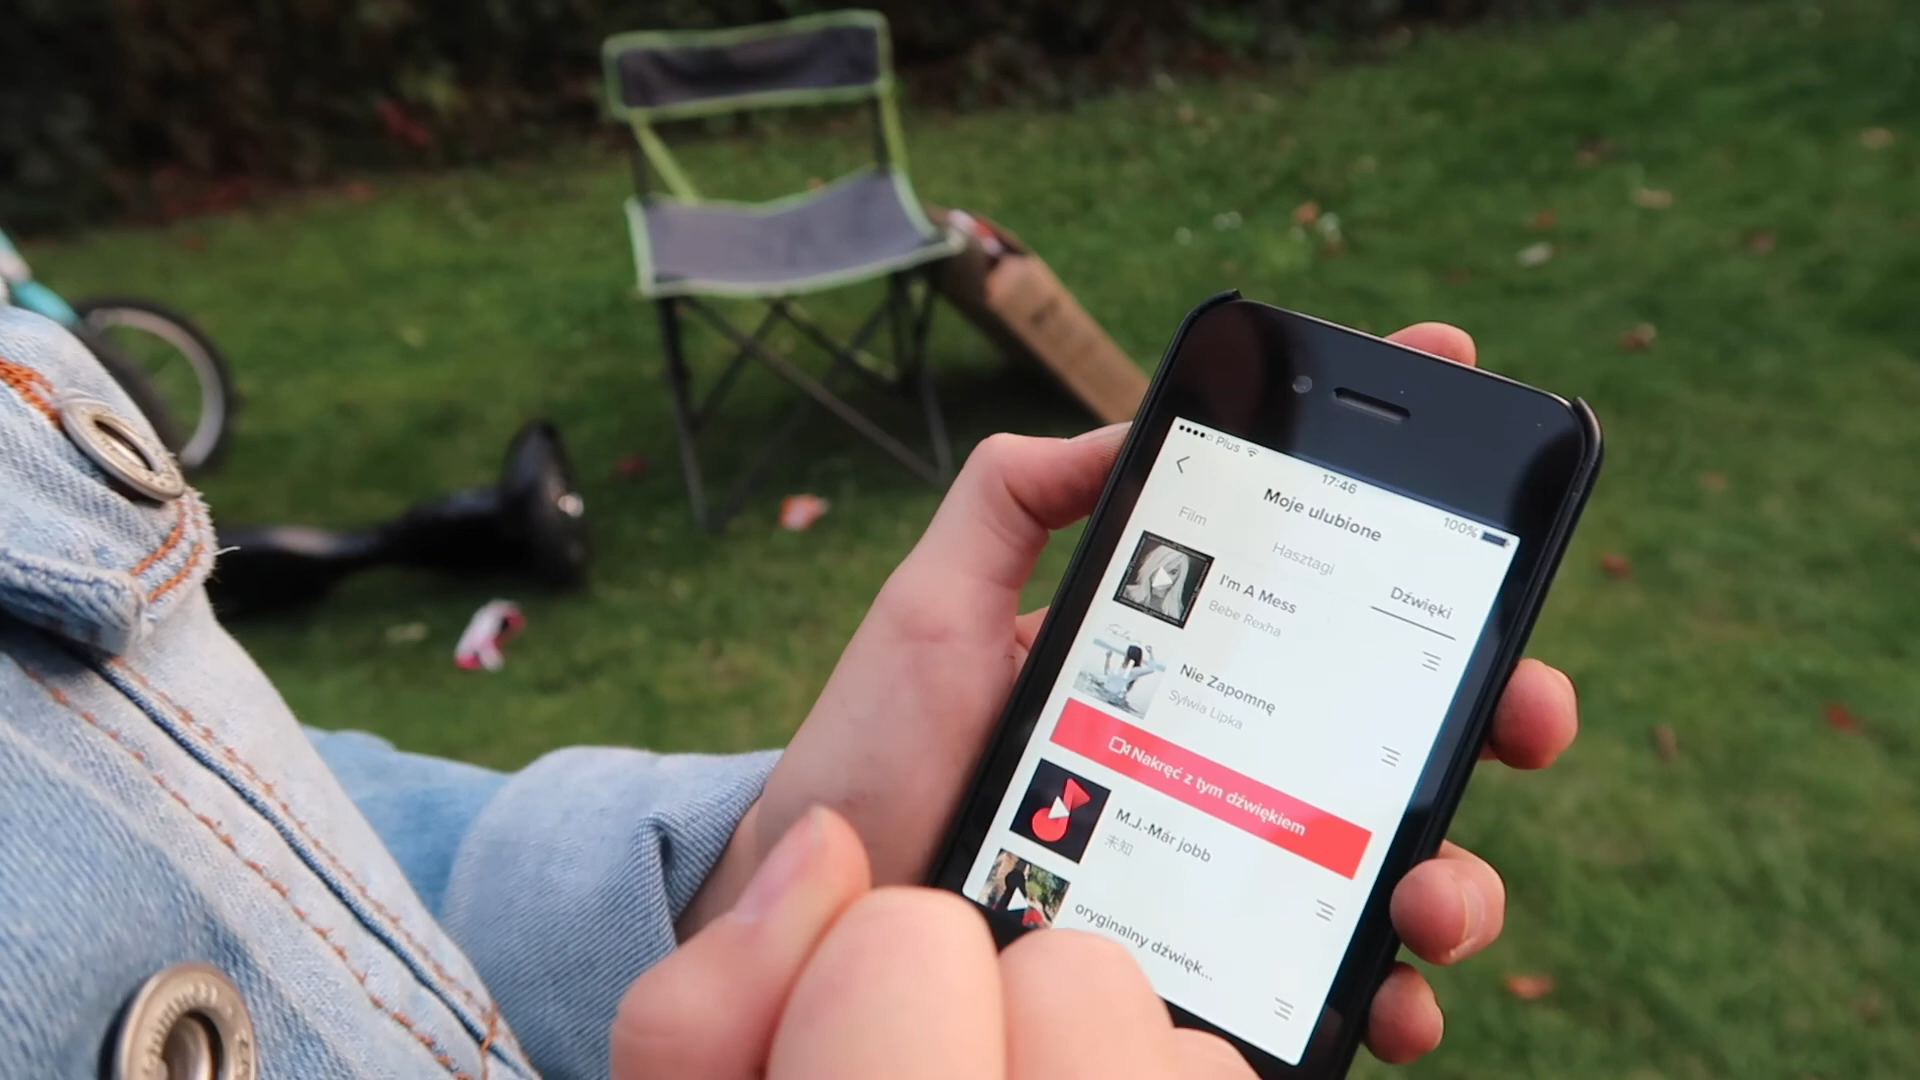 Plus
17:46
100%
Moje ulubione
Film
Hasztagi
Dźwięki
I'm A Mess
Bebe Rexha
Nie Zapomnę
Sylwia Lipka
Nakręć z tym dźwiękiem
M.J.-Már jobb
未知
oryginalny dźwięk...